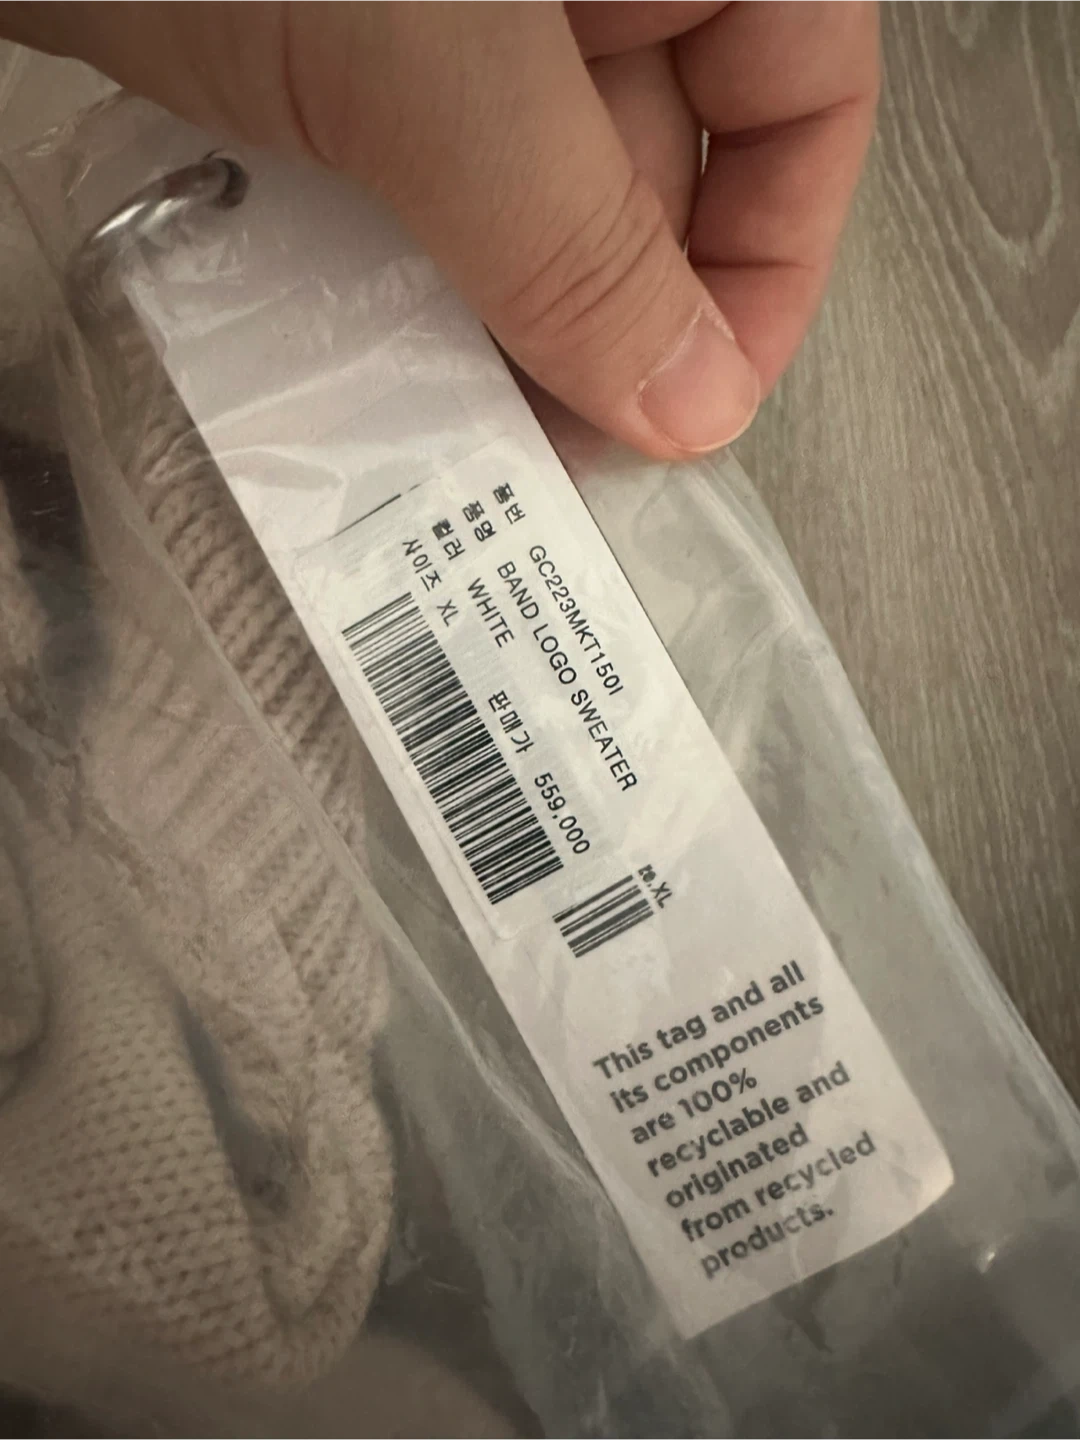 품번 GC223MKT150I
품명 BAND LOGO SWEATER
컬러 WHITE 판매가 559,000
사이즈 XL
ze.XL
This tag and all
its components
are 100%
recyclable and
originated
from recycled
products.